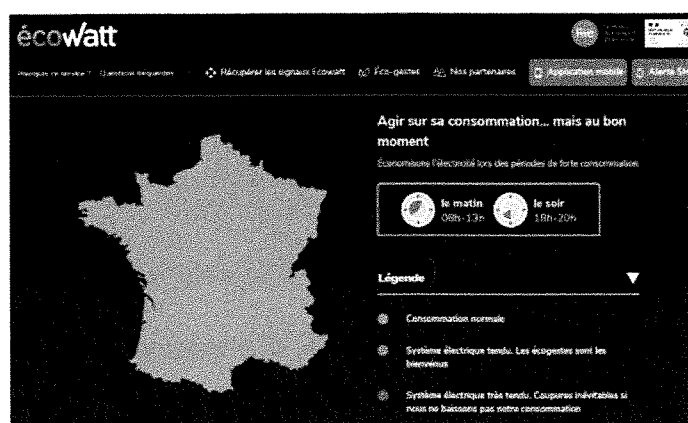 écowatt
Questions fréquentes Récupérer les signaux Ecowatt Éco-gestes Nos partenaires Application mobile Alerte
Agir sur sa consommation... mais au bon
moment
Économisons l'électricité lors des périodes de forte consommation
le matin le soir
08h-13h 18h-20h
Légende
Consommation normale
Système électrique tendu. Les écogestes sont les
bienvenus
Système électrique très tendu. Coupures inévitables si
nous ne baissons pas notre consommation